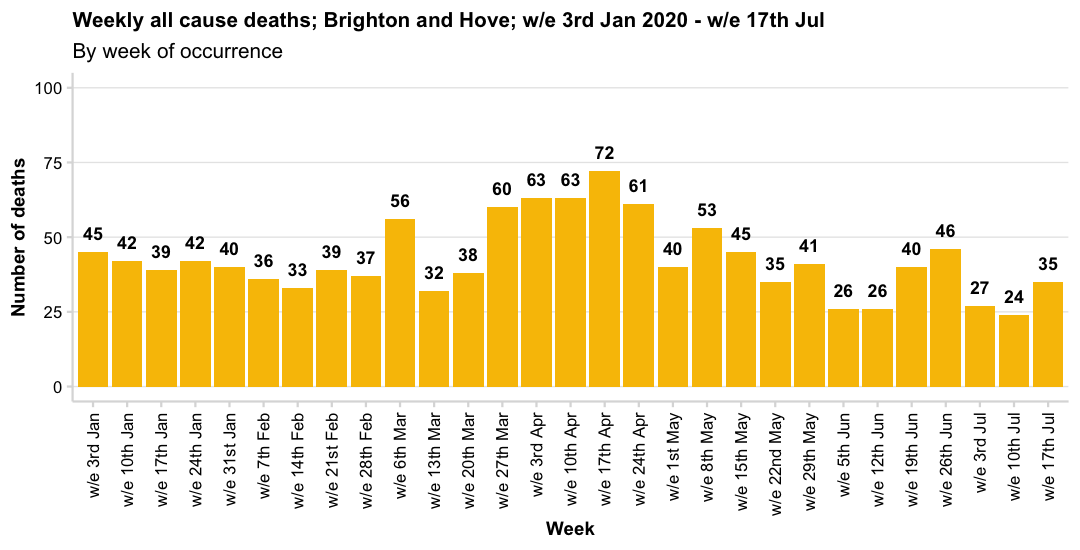 Weekly all cause deaths; Brighton and Hove; w/e 3rd Jan 2020 - w/e 17th Jul
By week of occurrence
Number of deaths
100
75
50
25
0
45 42 39 42 40 36 33 39 37 56 32 38 60 63 63 72 61 40 53 45 35 41 26 26 40 46 27 24 35
w/e 3rd Jan
w/e 10th Jan
w/e 17th Jan
w/e 24th Jan
w/e 31st Jan
w/e 7th Feb
w/e 14th Feb
w/e 21st Feb
w/e 28th Feb
w/e 6th Mar
w/e 13th Mar
w/e 20th Mar
w/e 27th Mar
w/e 3rd Apr
w/e 10th Apr
w/e 17th Apr
w/e 24th Apr
w/e 1st May
w/e 8th May
w/e 15th May
w/e 22nd May
w/e 29th May
w/e 5th Jun
w/e 12th Jun
w/e 19th Jun
w/e 26th Jun
w/e 3rd Jul
w/e 10th Jul
w/e 17th Jul
Week